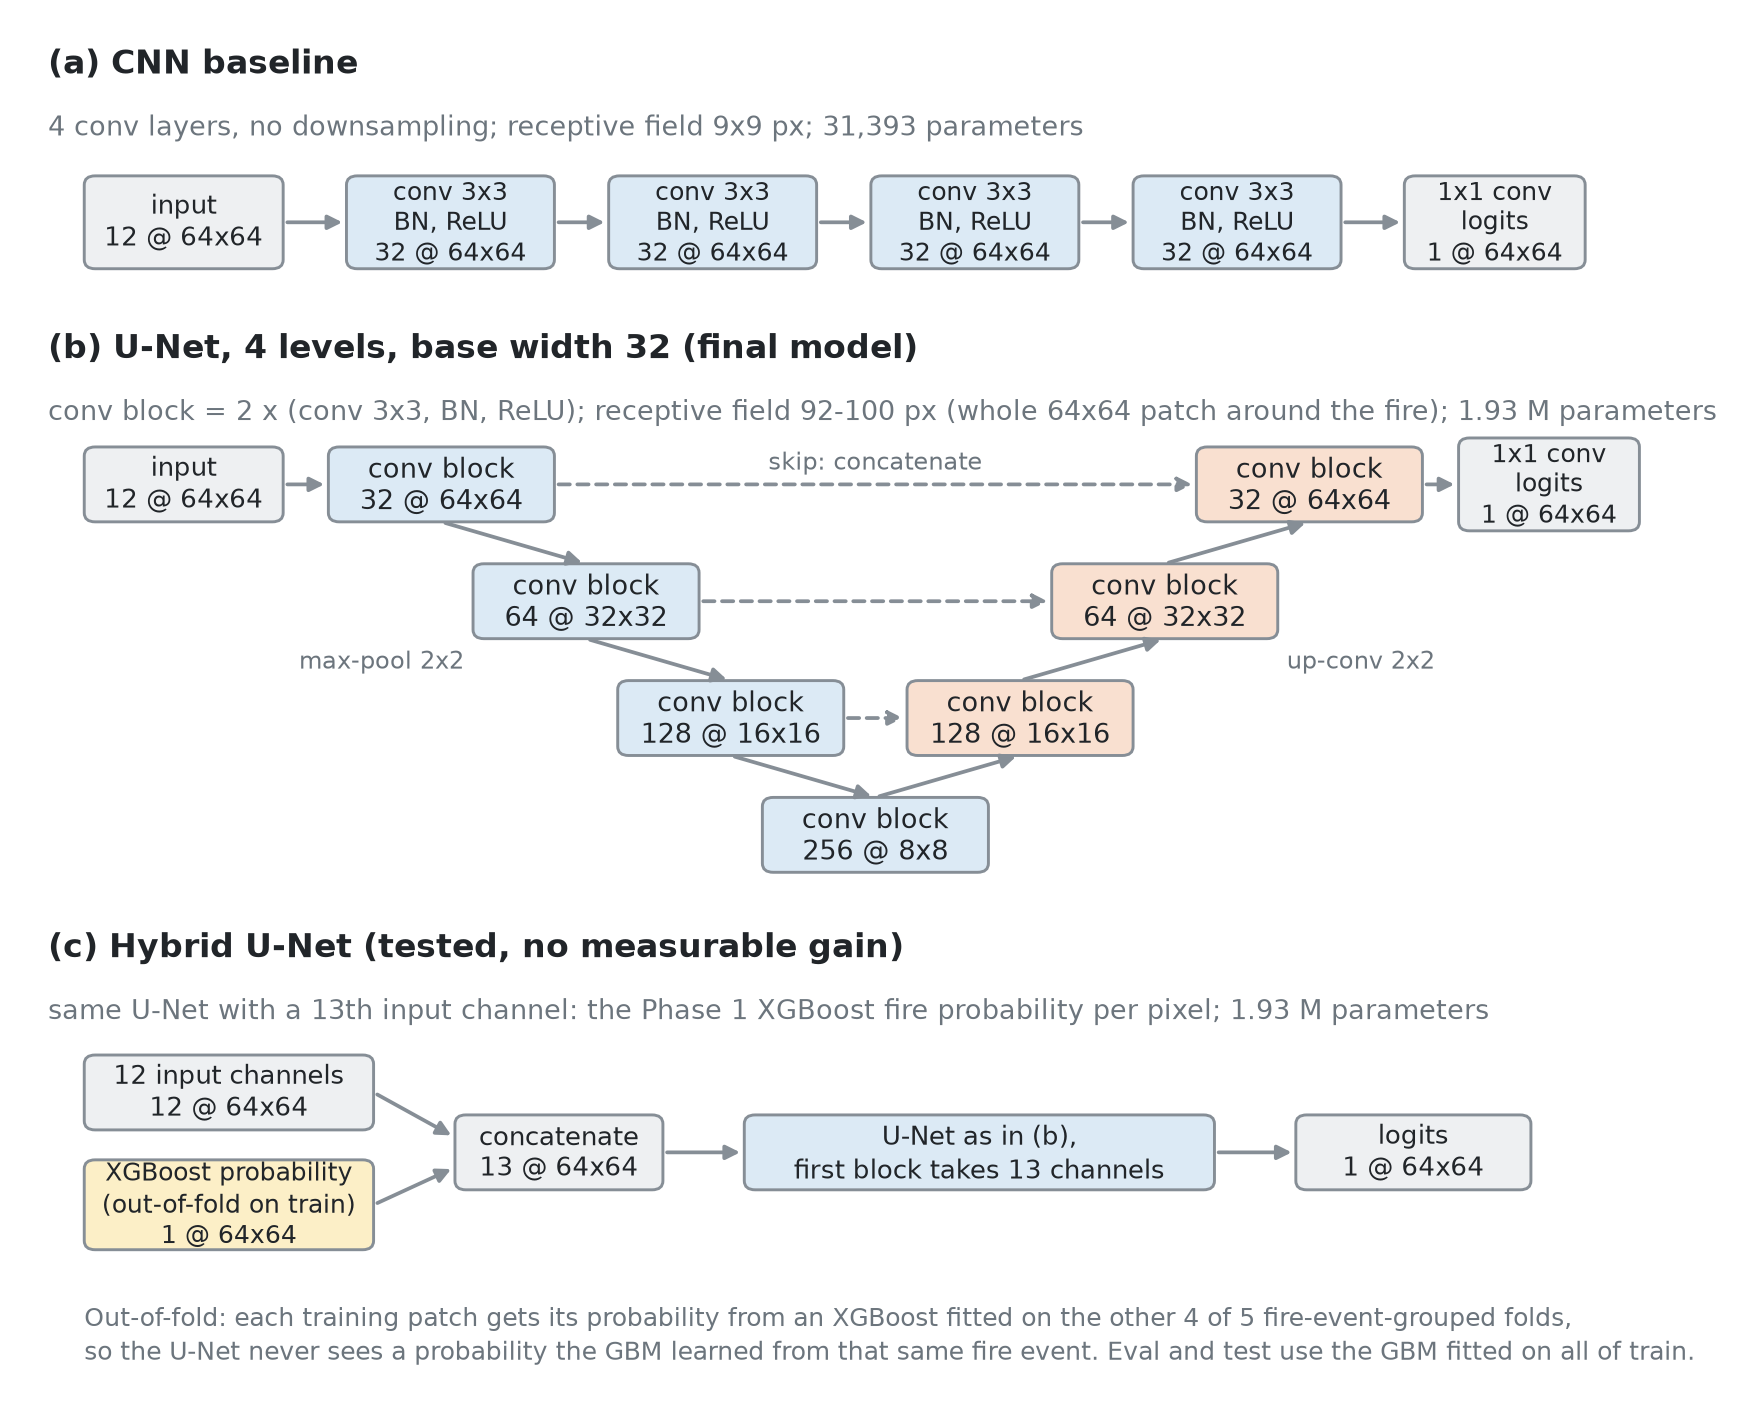 (a) CNN baseline
4 conv layers, no downsampling; receptive field 9x9 px; 31,393 parameters
input
12 @ 64x64
conv 3x3
BN, ReLU
32 @ 64x64
conv 3x3
BN, ReLU
32 @ 64x64
conv 3x3
BN, ReLU
32 @ 64x64
conv 3x3
BN, ReLU
32 @ 64x64
1x1 conv
logits
1 @ 64x64
(b) U-Net, 4 levels, base width 32 (final model)
conv block = 2 x (conv 3x3, BN, ReLU); receptive field 92-100 px (whole 64x64 patch around the fire); 1.93 M parameters
input
12 @ 64x64
conv block
32 @ 64x64
skip: concatenate
conv block
32 @ 64x64
1x1 conv
logits
1 @ 64x64
conv block
64 @ 32x32
conv block
64 @ 32x32
max-pool 2x2
up-conv 2x2
conv block
128 @ 16x16
conv block
128 @ 16x16
conv block
256 @ 8x8
(c) Hybrid U-Net (tested, no measurable gain)
same U-Net with a 13th input channel: the Phase 1 XGBoost fire probability per pixel; 1.93 M parameters
12 input channels
12 @ 64x64
XGBoost probability
(out-of-fold on train)
1 @ 64x64
concatenate
13 @ 64x64
U-Net as in (b),
first block takes 13 channels
logits
1 @ 64x64
Out-of-fold: each training patch gets its probability from an XGBoost fitted on the other 4 of 5 fire-event-grouped folds,
so the U-Net never sees a probability the GBM learned from that same fire event. Eval and test use the GBM fitted on all of train.